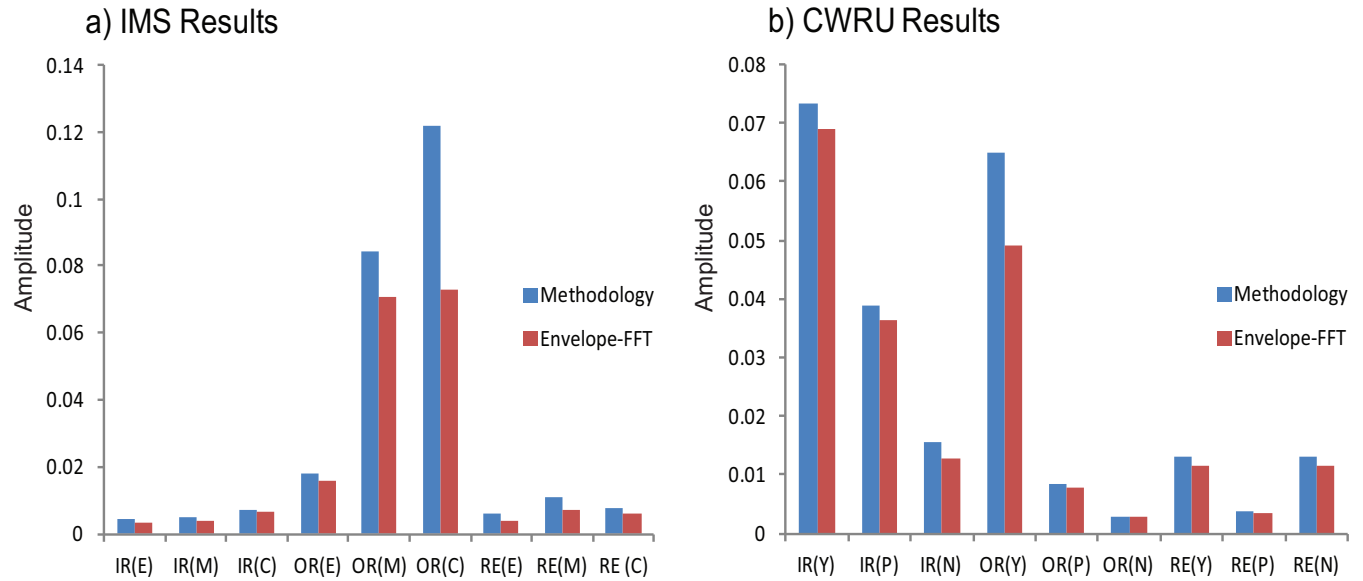 a) IMS Results
0.14
0.12
0.1
0.08
0.06
0.04
0.02
0
Amplitude
Methodology
Envelope-FFT
IR(E) IR(M) IR(C) OR(E) OR(M) OR(C) RE(E) RE(M) RE (C)
b) CWRU Results
0.08
0.07
0.06
0.05
0.04
0.03
0.02
0.01
0
Amplitude
Methodology
Envelope-FFT
IR(Y) IR(P) IR(N) OR(Y) OR(P) OR(N) RE(Y) RE(P) RE(N)